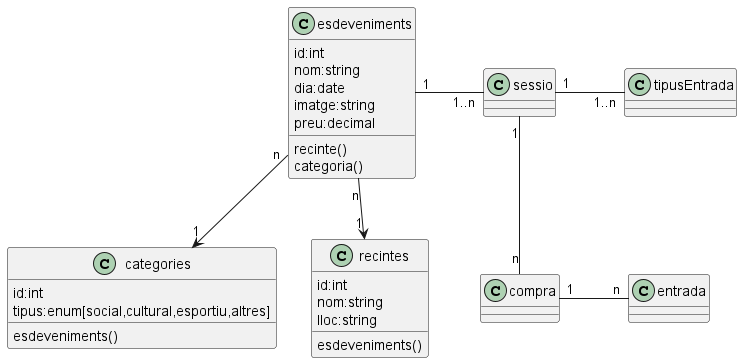 C esdeveniments
id:int
nom:string
dia:date
imatge:string
preu:decimal
recinte()
categoria()
1
1..n
C sessio
1
1..n
C tipusEntrada
1
n
n
1
n
1
C categories
id:int
tipus:enum[social,cultural,esportiu,altres]
esdeveniments()
C recintes
id:int
nom:string
lloc:string
esdeveniments()
C compra
1
n
C entrada